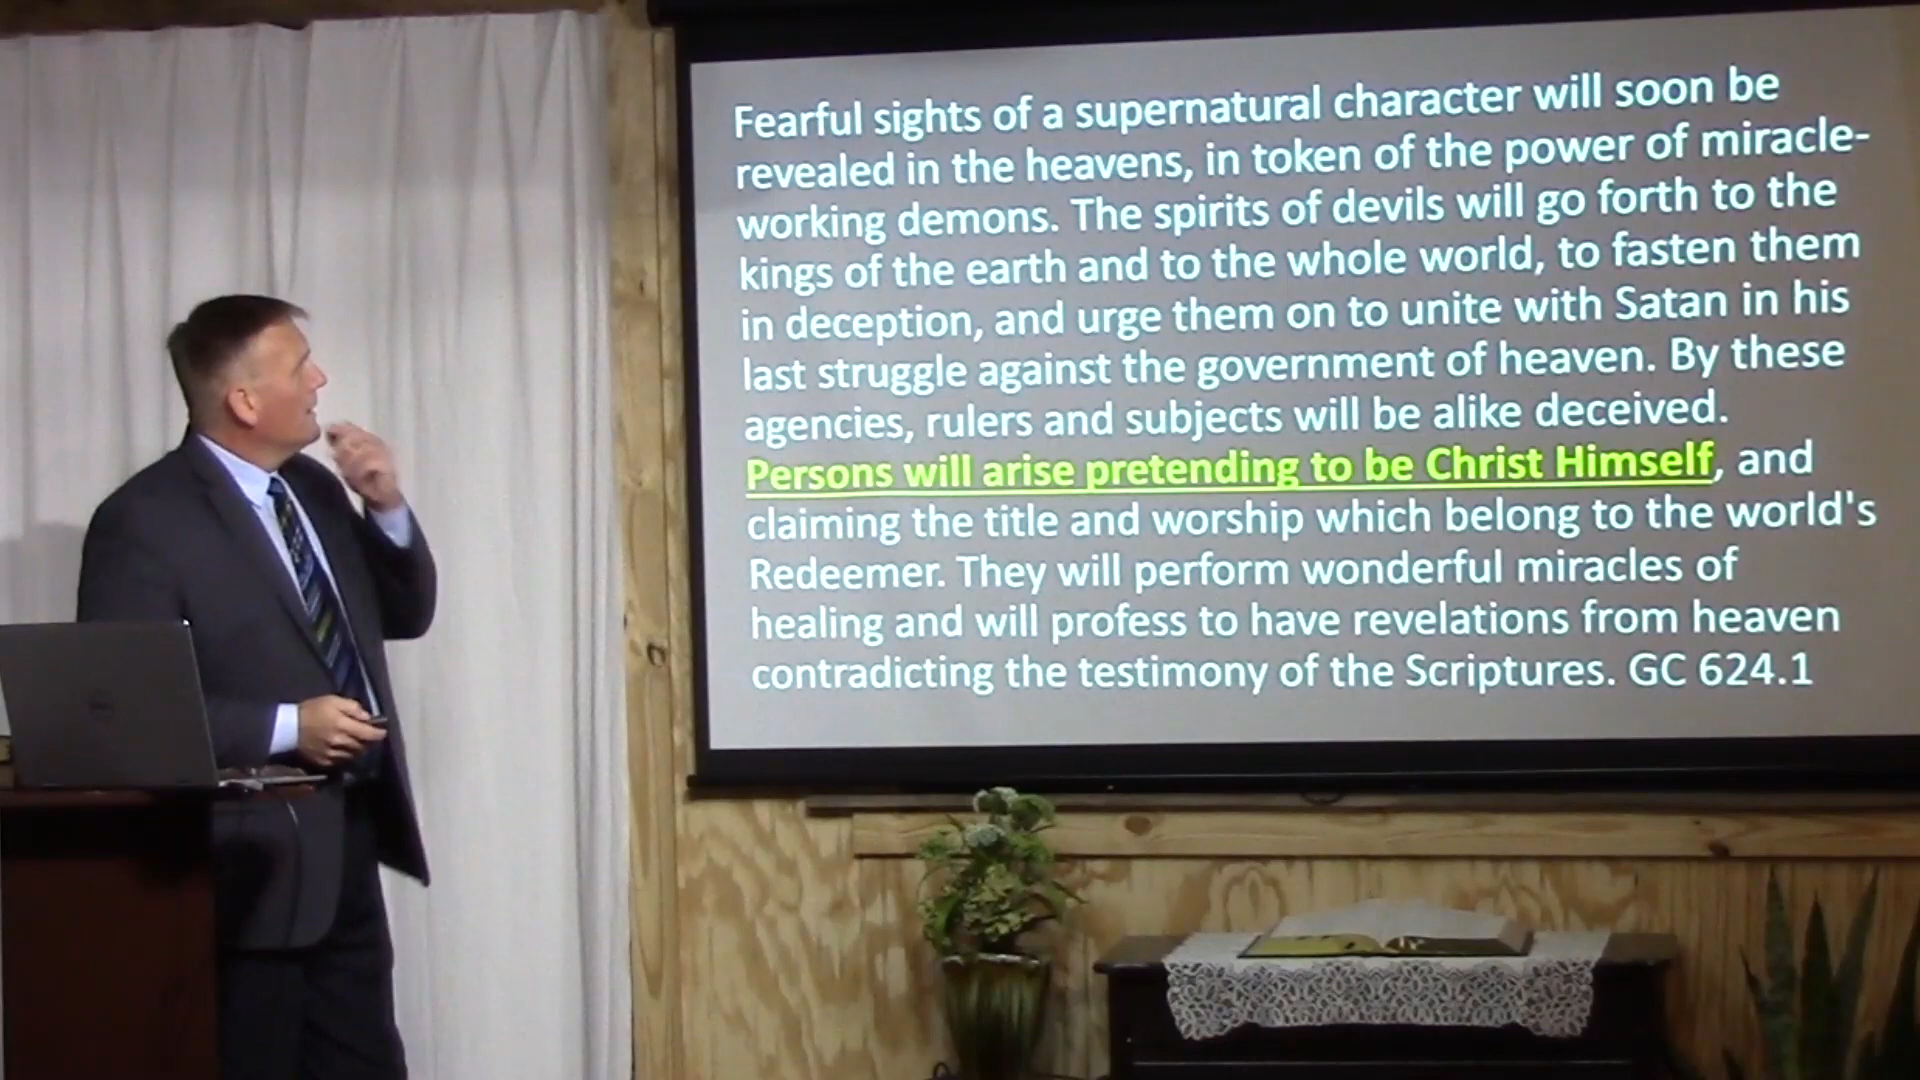 Fearful sights of a supernatural character will soon be
revealed in the heavens, in token of the power of miracle-
working demons. The spirits of devils will go forth to the
kings of the earth and to the whole world, to fasten them
in deception, and urge them on to unite with Satan in his
last struggle against the government of heaven. By these
agencies, rulers and subjects will be alike deceived.
Persons will arise pretending to be Christ Himself, and
claiming the title and worship which belong to the world's
Redeemer. They will perform wonderful miracles of
healing and will profess to have revelations from heaven
contradicting the testimony of the Scriptures. GC 624.1